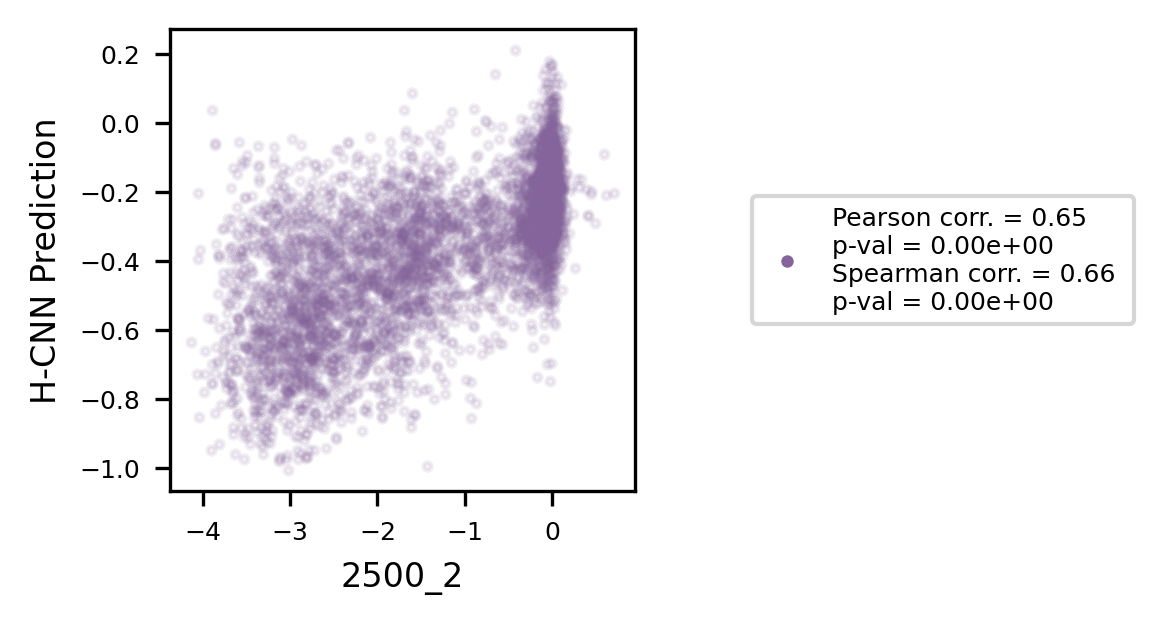 H-CNN Prediction
0.2
0.0
−0.2
−0.4
−0.6
−0.8
−1.0
−4
−3
−2
−1
0
2500_2
Pearson corr. = 0.65
p-val = 0.00e+00
Spearman corr. = 0.66
p-val = 0.00e+00